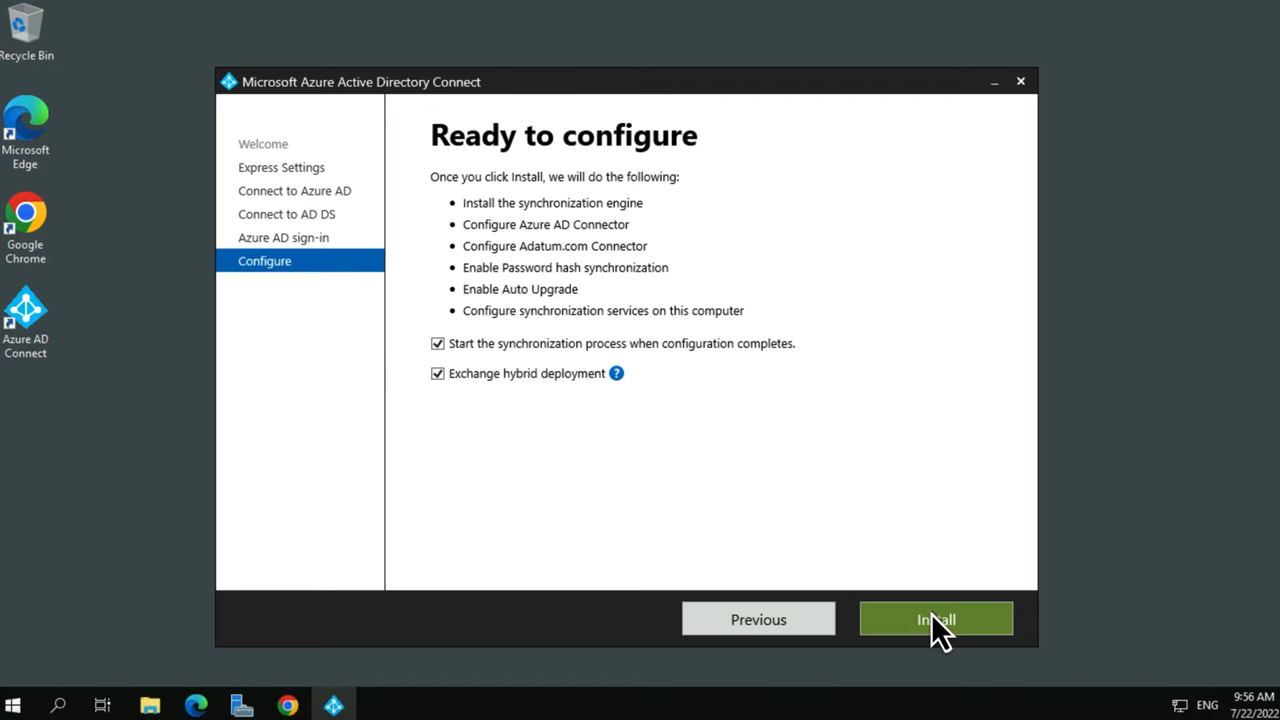 Recycle Bin
Microsoft
Edge
Google
Chrome
Azure AD
Connect
Microsoft Azure Active Directory Connect
Welcome
Express Settings
Connect to Azure AD
Connect to AD DS
Azure AD sign-in
Configure
Ready to configure
Once you click Install, we will do the following:
• Install the synchronization engine
• Configure Azure AD Connector
• Configure Adatum.com Connector
• Enable Password hash synchronization
• Enable Auto Upgrade
• Configure synchronization services on this computer
Start the synchronization process when configuration completes.
Exchange hybrid deployment ?
Previous
Install
ENG
9:56 AM
7/22/2022